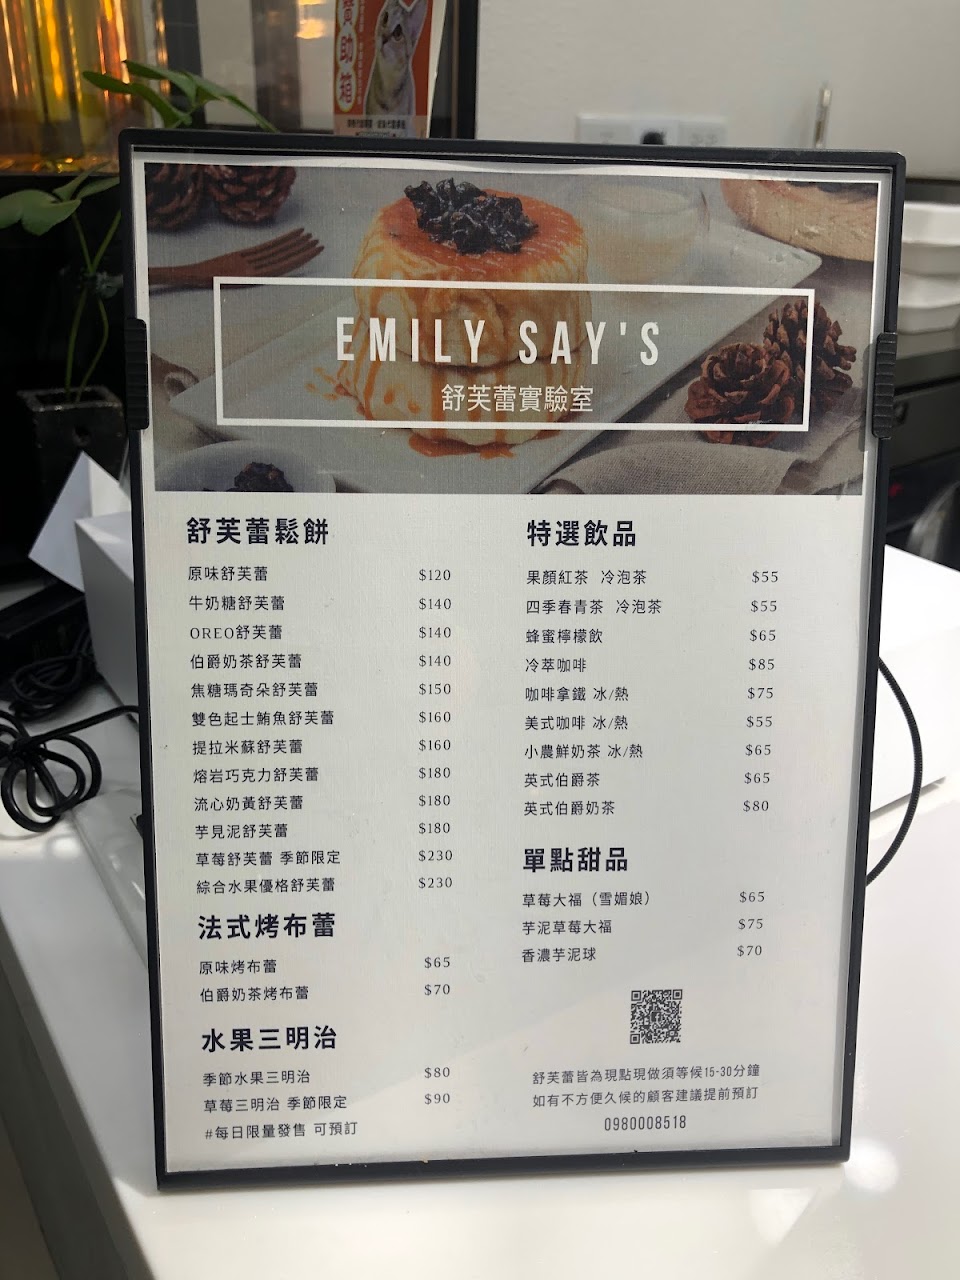 寶貝貓
EMILY SAY'S
舒芙蕾實驗室
舒芙蕾鬆餅
原味舒芙蕾 $120
牛奶糖舒芙蕾 $140
OREO舒芙蕾 $140
伯爵奶茶舒芙蕾 $140
焦糖瑪奇朵舒芙蕾 $150
雙色起士鮪魚舒芙蕾 $160
提拉米蘇舒芙蕾 $160
熔岩巧克力舒芙蕾 $180
流心奶黃舒芙蕾 $180
芋見泥舒芙蕾 $180
草莓舒芙蕾 季節限定 $230
綜合水果優格舒芙蕾 $230
法式烤布蕾
原味烤布蕾 $65
伯爵奶茶烤布蕾 $70
水果三明治
季節水果三明治 $80
草莓三明治 季節限定 $90
#每日限量發售 可預訂
特選飲品
果顏紅茶 冷泡茶 $55
四季春青茶 冷泡茶 $55
蜂蜜檸檬飲 $65
冷萃咖啡 $85
咖啡拿鐵 冰/熱 $75
美式咖啡 冰/熱 $55
小農鮮奶茶 冰/熱 $65
英式伯爵茶 $65
英式伯爵奶茶 $80
單點甜品
草莓大福（雪媚娘） $65
芋泥草莓大福 $75
香濃芋泥球 $70
舒芙蕾皆為現點現做須等候15-30分鐘
如有不方便久候的顧客建議提前預訂
0980008518